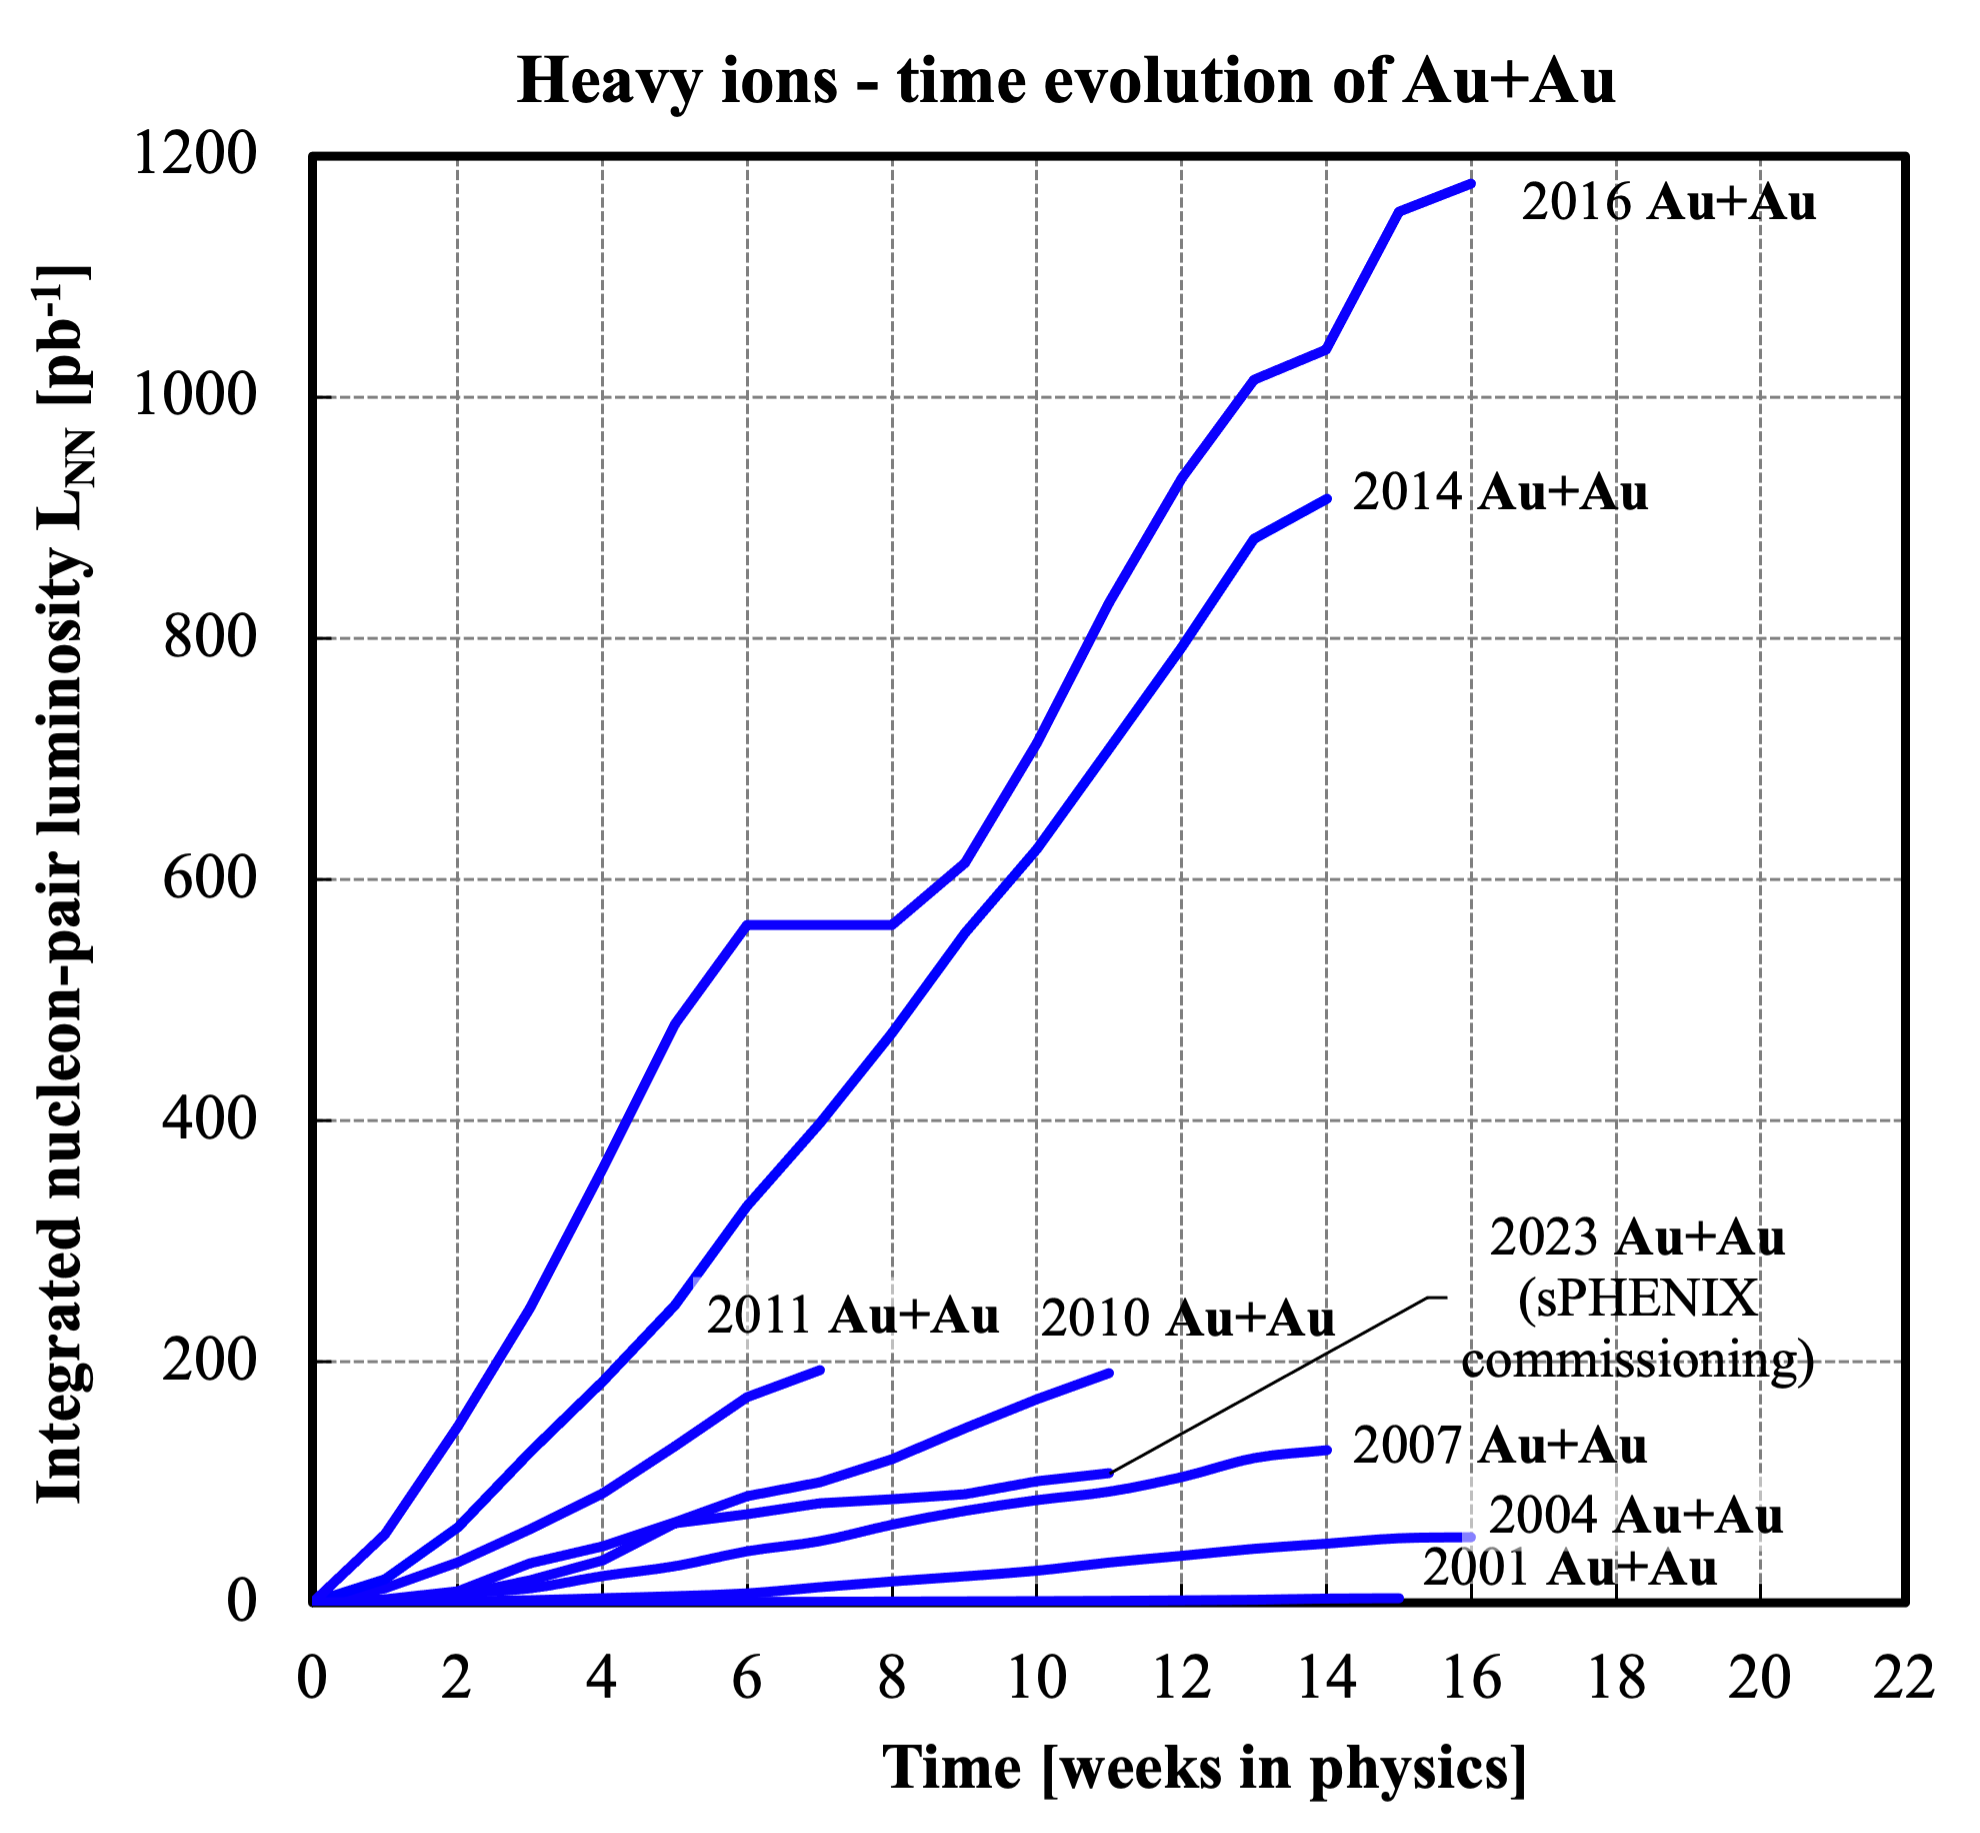 Heavy ions - time evolution of Au+Au
Integrated nucleon-pair luminosity LNN [pb-1]
1200
1000
800
600
400
200
0
2016 Au+Au
2014 Au+Au
2023 Au+Au
(sPHENIX
commissioning)
2011 Au+Au
2010 Au+Au
2007 Au+Au
2004 Au+Au
2001 Au+Au
0 2 4 6 8 10 12 14 16 18 20 22
Time [weeks in physics]